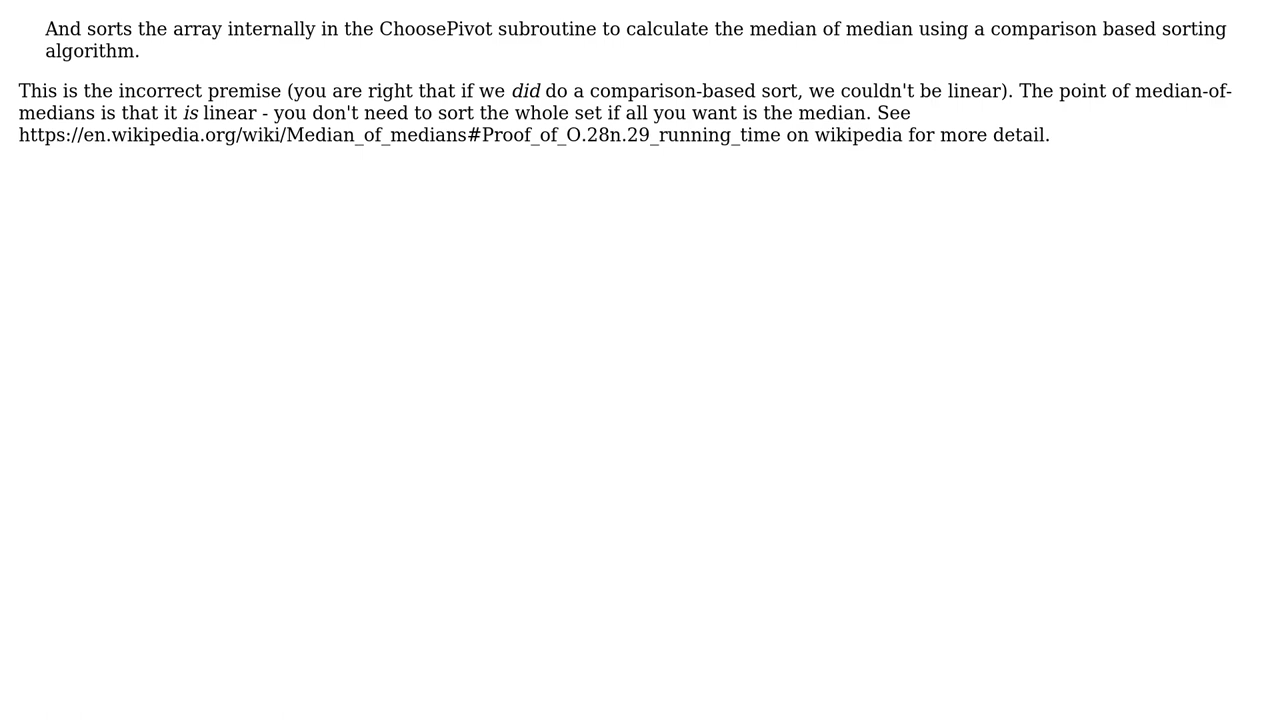 And sorts the array internally in the ChoosePivot subroutine to calculate the median of median using a comparison based sorting
algorithm.
This is the incorrect premise (you are right that if we did do a comparison-based sort, we couldn't be linear). The point of median-of-
medians is that it is linear - you don't need to sort the whole set if all you want is the median. See
https://en.wikipedia.org/wiki/Median_of_medians#Proof_of_O.28n.29_running_time on wikipedia for more detail.